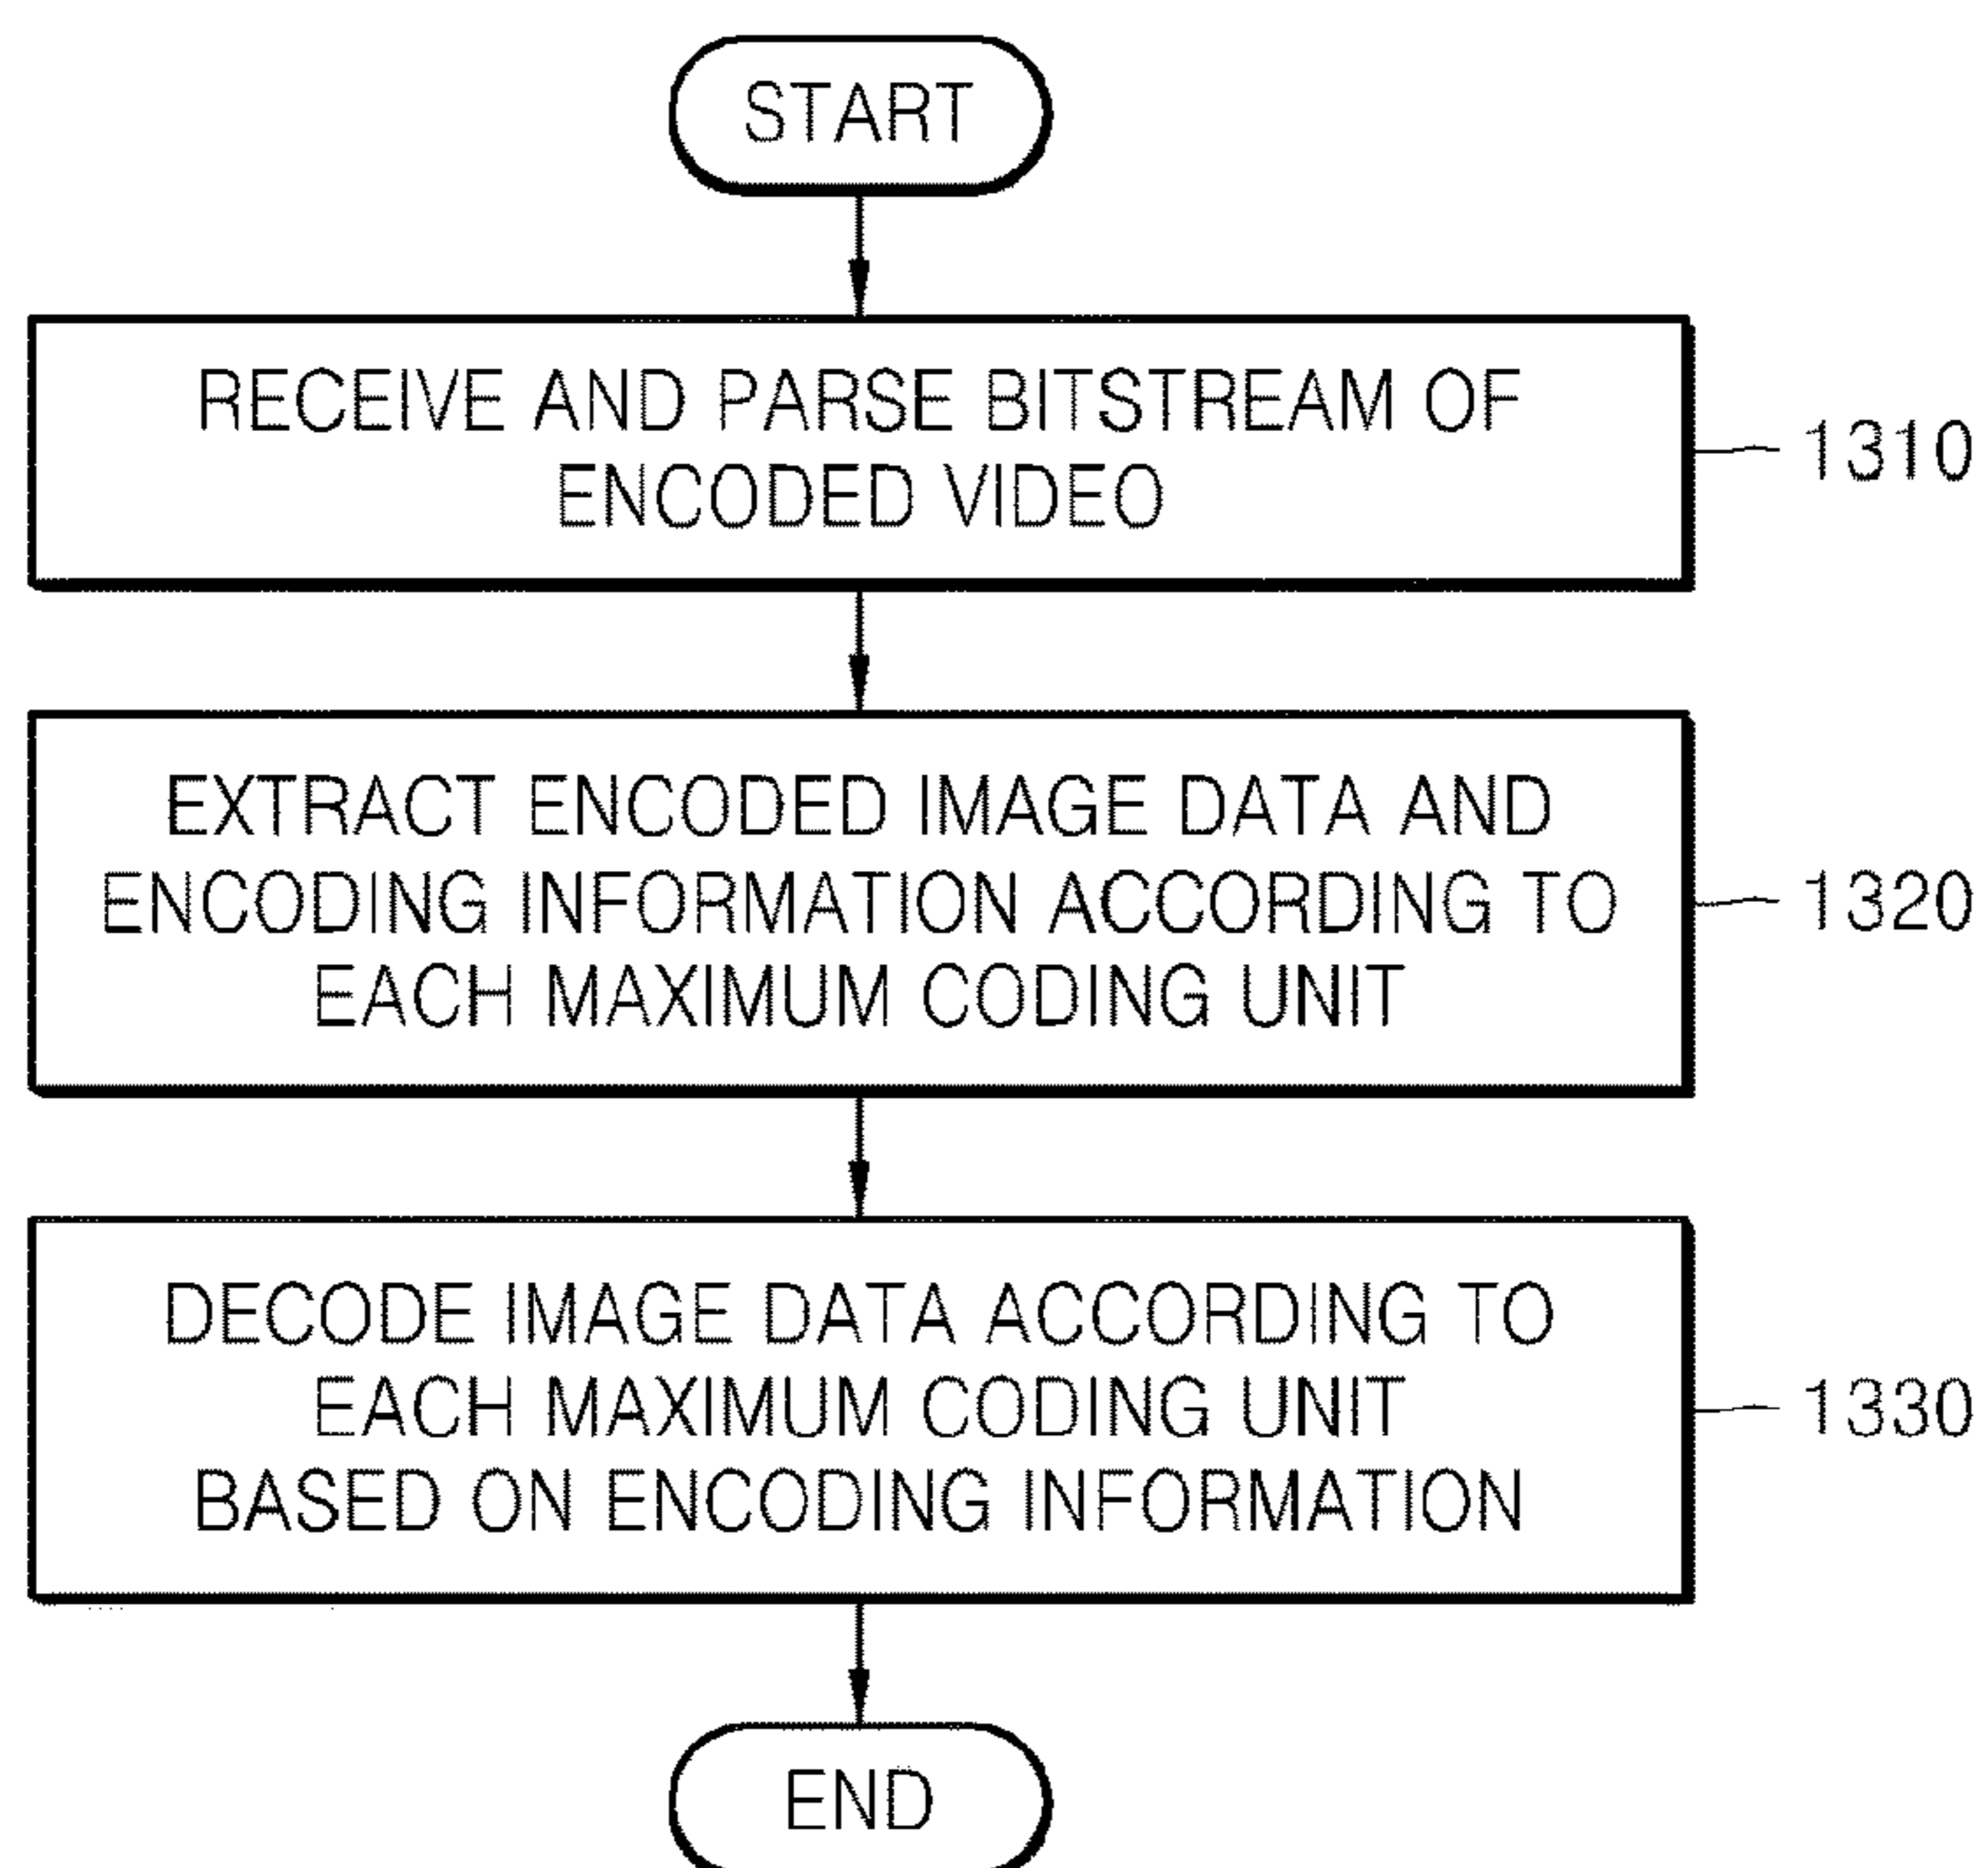 START
RECEIVE AND PARSE BITSTREAM OF
ENCODED VIDEO
1310
EXTRACT ENCODED IMAGE DATA AND
ENCODING INFORMATION ACCORDING TO
EACH MAXIMUM CODING UNIT
1320
DECODE IMAGE DATA ACCORDING TO
EACH MAXIMUM CODING UNIT
BASED ON ENCODING INFORMATION
1330
END